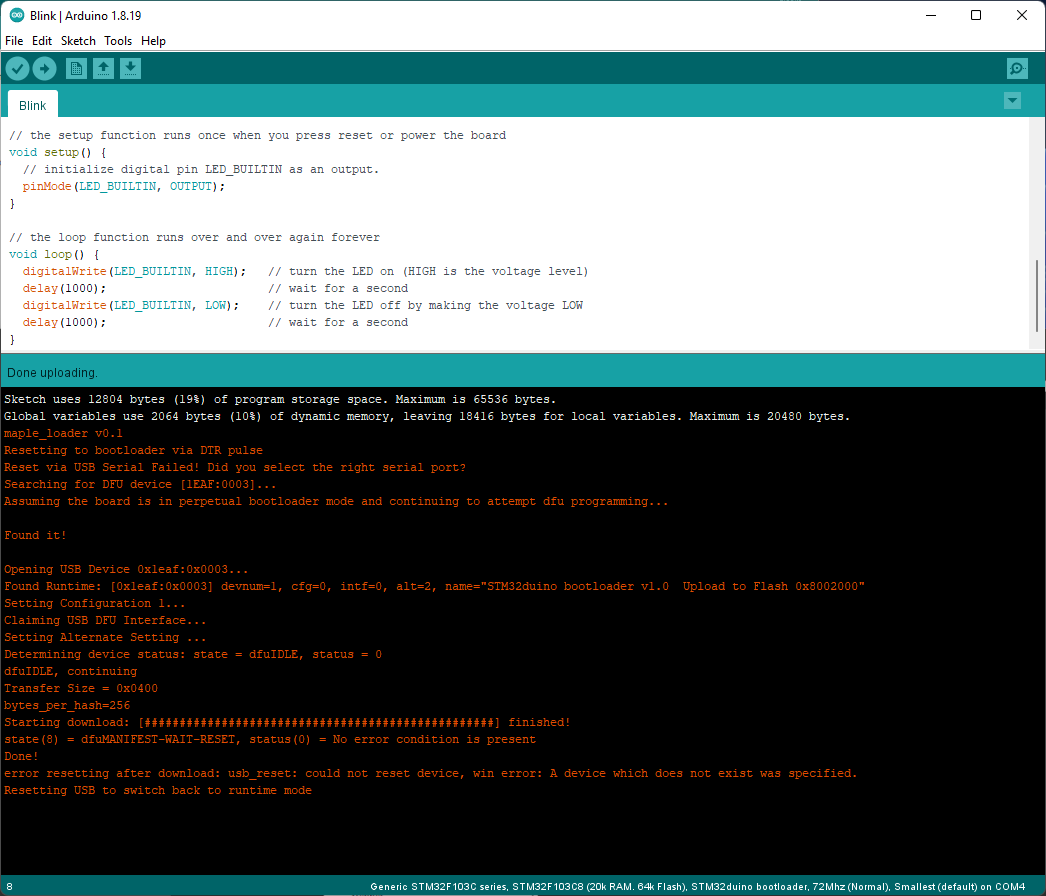 Blink | Arduino 1.8.19
File Edit Sketch Tools Help
Blink
// the setup function runs once when you press reset or power the board
void setup() {
  // initialize digital pin LED_BUILTIN as an output.
  pinMode(LED_BUILTIN, OUTPUT);
}
// the loop function runs over and over again forever
void loop() {
  digitalWrite(LED_BUILTIN, HIGH);   // turn the LED on (HIGH is the voltage level)
  delay(1000);                       // wait for a second
  digitalWrite(LED_BUILTIN, LOW);    // turn the LED off by making the voltage LOW
  delay(1000);                       // wait for a second
}
Done uploading.
Sketch uses 12804 bytes (19%) of program storage space. Maximum is 65536 bytes.
Global variables use 2064 bytes (10%) of dynamic memory, leaving 18416 bytes for local variables. Maximum is 20480 bytes.
maple_loader v0.1
Resetting to bootloader via DTR pulse
Reset via USB Serial Failed! Did you select the right serial port?
Searching for DFU device [1EAF:0003]...
Assuming the board is in perpetual bootloader mode and continuing to attempt dfu programming...
Found it!
Opening USB Device 0x1eaf:0x0003...
Found Runtime: [0x1eaf:0x0003] devnum=1, cfg=0, intf=0, alt=2, name="STM32duino bootloader v1.0  Upload to Flash 0x8002000"
Setting Configuration 1...
Claiming USB DFU Interface...
Setting Alternate Setting ...
Determining device status: state = dfuIDLE, status = 0
dfuIDLE, continuing
Transfer Size = 0x0400
bytes_per_hash=256
Starting download: [##################################################] finished!
state(8) = dfuMANIFEST-WAIT-RESET, status(0) = No error condition is present
Done!
error resetting after download: usb_reset: could not reset device, win error: A device which does not exist was specified.
Resetting USB to switch back to runtime mode
8
Generic STM32F103C series, STM32F103C8 (20k RAM. 64k Flash), STM32duino bootloader, 72Mhz (Normal), Smallest (default) on COM4